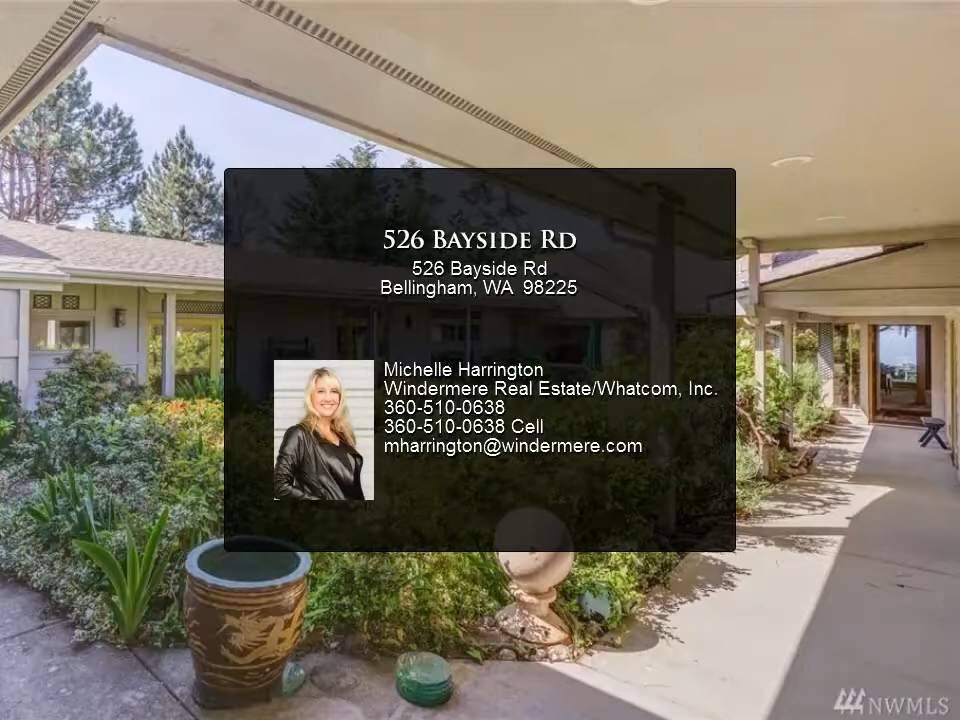 526 Bayside Rd
526 Bayside Rd
Bellingham, WA 98225
Michelle Harrington
Windermere Real Estate/Whatcom, Inc.
360-510-0638
360-510-0638 Cell
mharrington@windermere.com
NWMLS